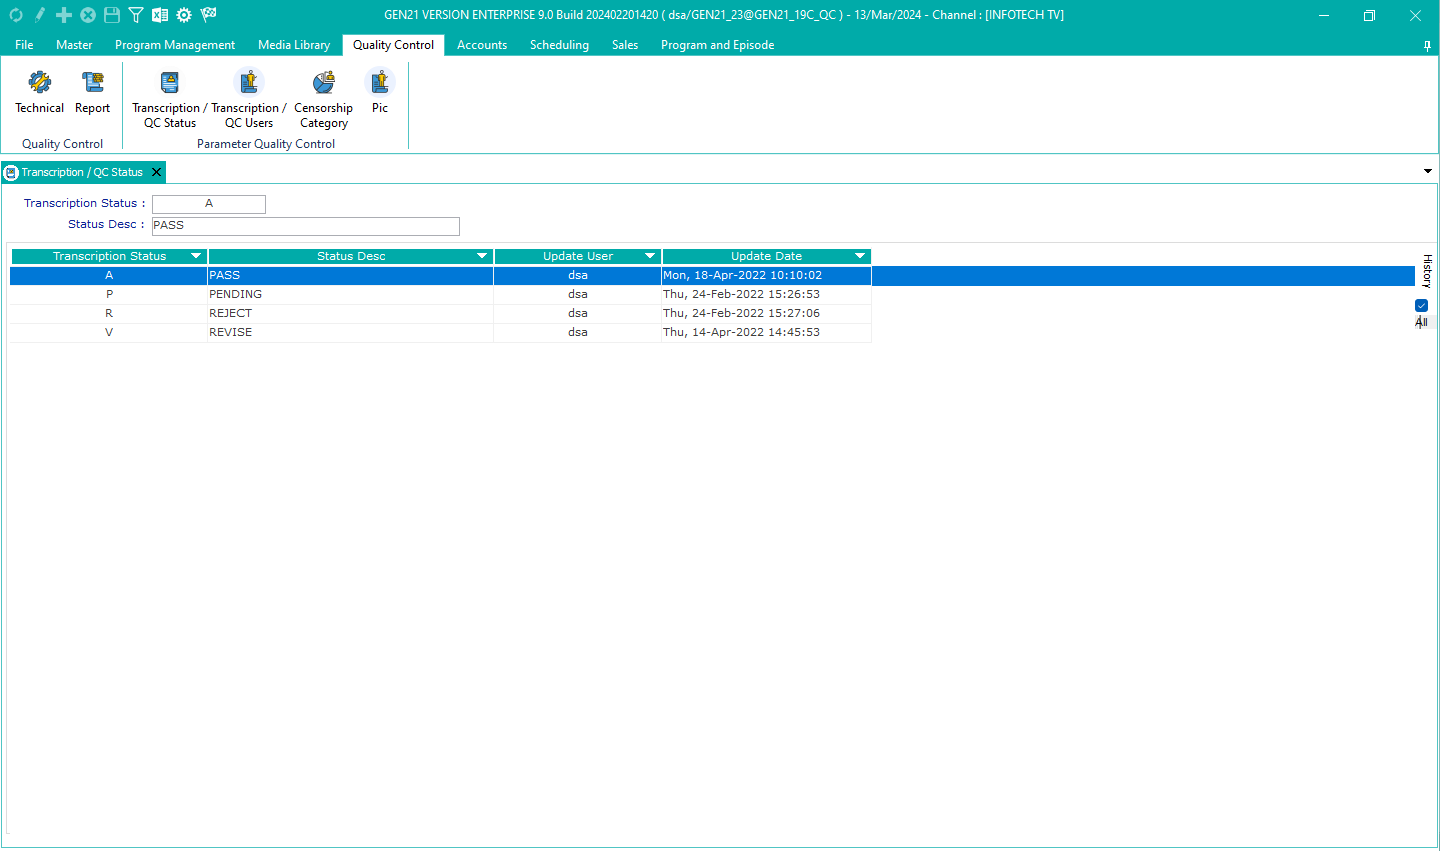 GEN21 VERSION ENTERPRISE 9.0 Build 202402201420 ( dsa/GEN21_23@GEN21_19C_QC ) - 13/Mar/2024 - Channel : [INFOTECH TV]
File Master Program Management Media Library Quality Control Accounts Scheduling Sales Program and Episode
Technical Report Transcription / QC Status Transcription / QC Users Censorship Category Pic
Quality Control Parameter Quality Control
Transcription / QC Status
Transcription Status : A
Status Desc : PASS
Transcription Status Status Desc Update User Update Date
A PASS dsa Mon, 18-Apr-2022 10:10:02
P PENDING dsa Thu, 24-Feb-2022 15:26:53
R REJECT dsa Thu, 24-Feb-2022 15:27:06
V REVISE dsa Thu, 14-Apr-2022 14:45:53
History
All